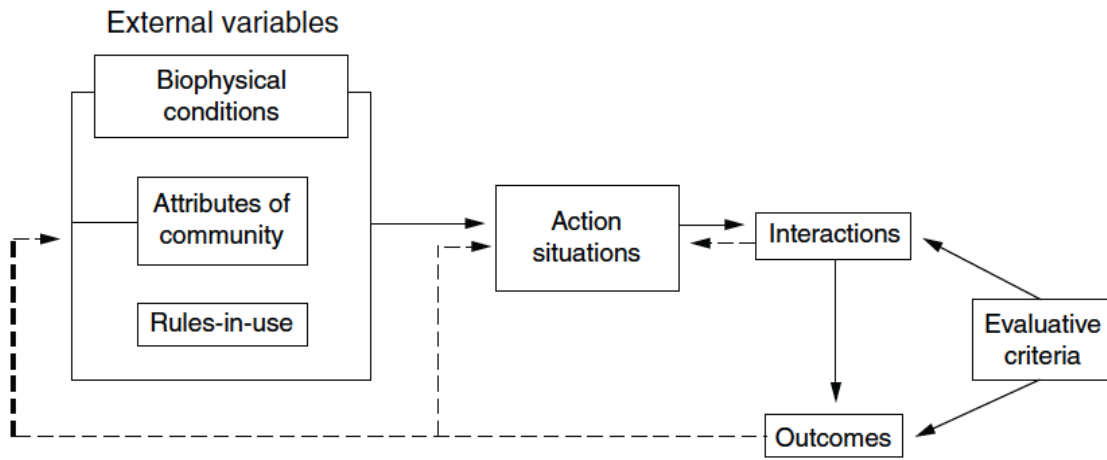 External variables
Biophysical
conditions
Attributes of
community
Rules-in-use
Action
situations
Interactions
Evaluative
criteria
Outcomes